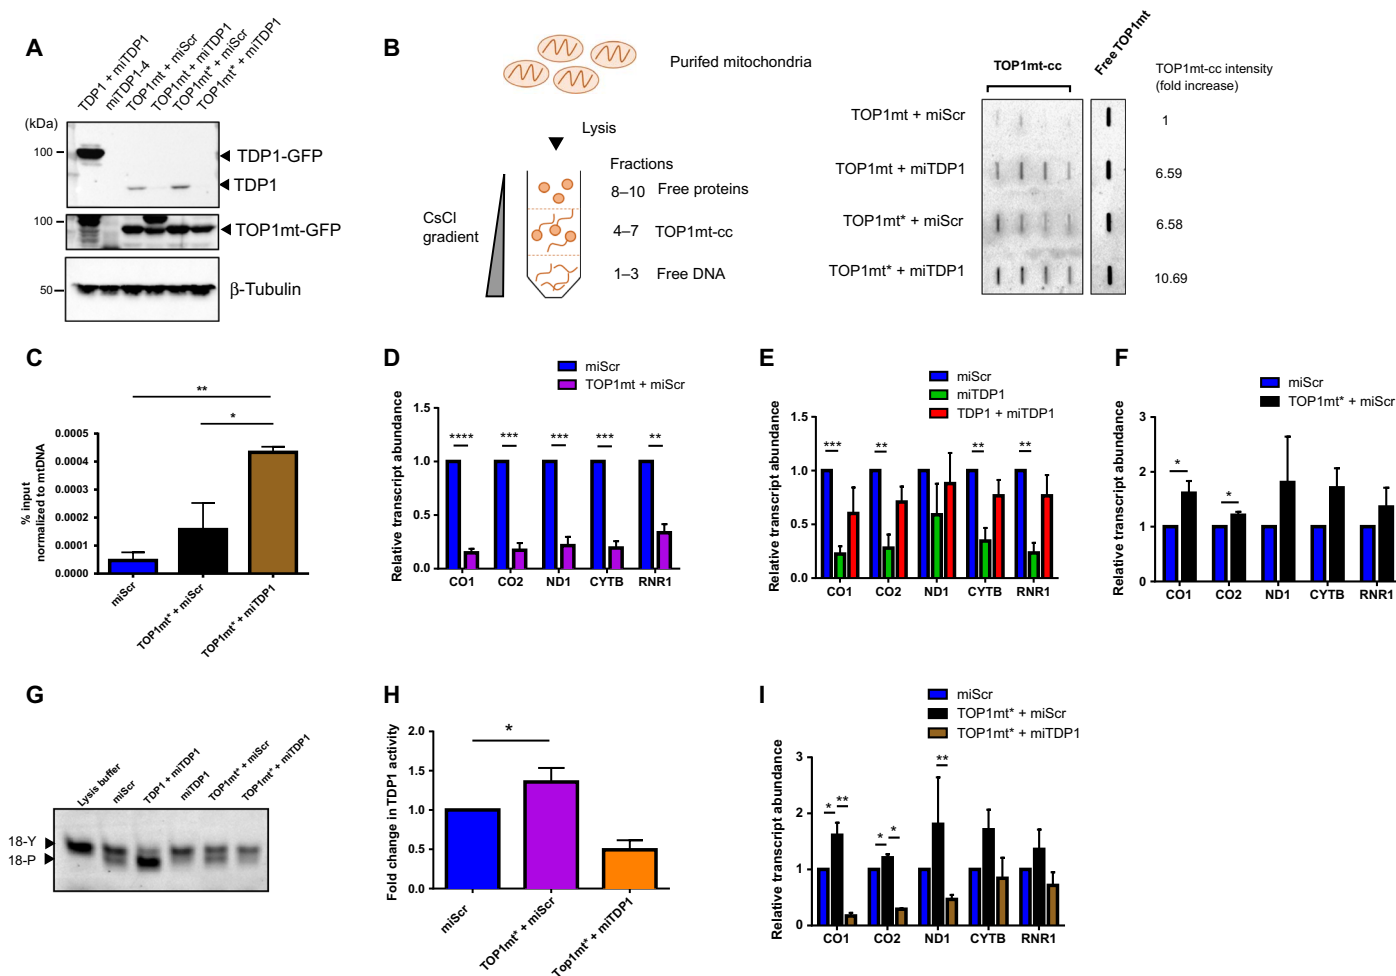 A
TDP1 + miTDP1
miTDP1-4
TOP1mt + miScr
TOP1mt + miTDP1
TOP1mt* + miScr
TOP1mt* + miTDP1
(kDa)
100
TDP1-GFP
TDP1
100
TOP1mt-GFP
50
β-Tubulin
B
Purifed mitochondria
Lysis
Fractions
8–10 Free proteins
4–7 TOP1mt-cc
1–3 Free DNA
CsCl
gradient
TOP1mt-cc
Free TOP1mt
TOP1mt-cc intensity
(fold increase)
TOP1mt + miScr
1
TOP1mt + miTDP1
6.59
TOP1mt* + miScr
6.58
TOP1mt* + miTDP1
10.69
C
% input
normalized to mtDNA
0.0005
0.0004
0.0003
0.0002
0.0001
0.0000
**
*
miScr
TOP1mt* + miScr
TOP1mt* + miTDP1
D
miScr
TOP1mt + miScr
Relative transcript abundance
1.5
1.0
0.5
0.0
**** *** *** *** **
CO1 CO2 ND1 CYTB RNR1
E
miScr
miTDP1
TDP1 + miTDP1
Relative transcript abundance
1.5
1.0
0.5
0.0
*** ** ** **
CO1 CO2 ND1 CYTB RNR1
F
miScr
TOP1mt* + miScr
Relative transcript abundance
3
2
1
0
* *
CO1 CO2 ND1 CYTB RNR1
G
Lysis buffer
miScr
TDP1 + miTDP1
miTDP1
TOP1mt* + miScr
TOP1mt* + miTDP1
18-Y
18-P
H
Fold change in TDP1 activity
2.0
1.5
1.0
0.5
0.0
*
miScr
TOP1mt* + miScr
Top1mt* + miTDP1
I
miScr
TOP1mt* + miScr
TOP1mt* + miTDP1
Relative transcript abundance
3
2
1
0
* ** * * **
CO1 CO2 ND1 CYTB RNR1